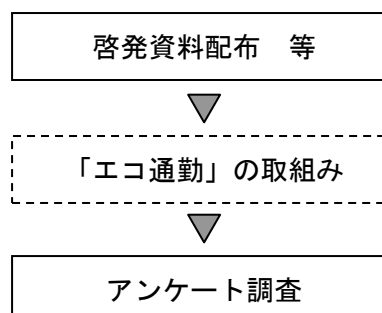 啓発資料配布　等
「エコ通勤」の取組み
アンケート調査